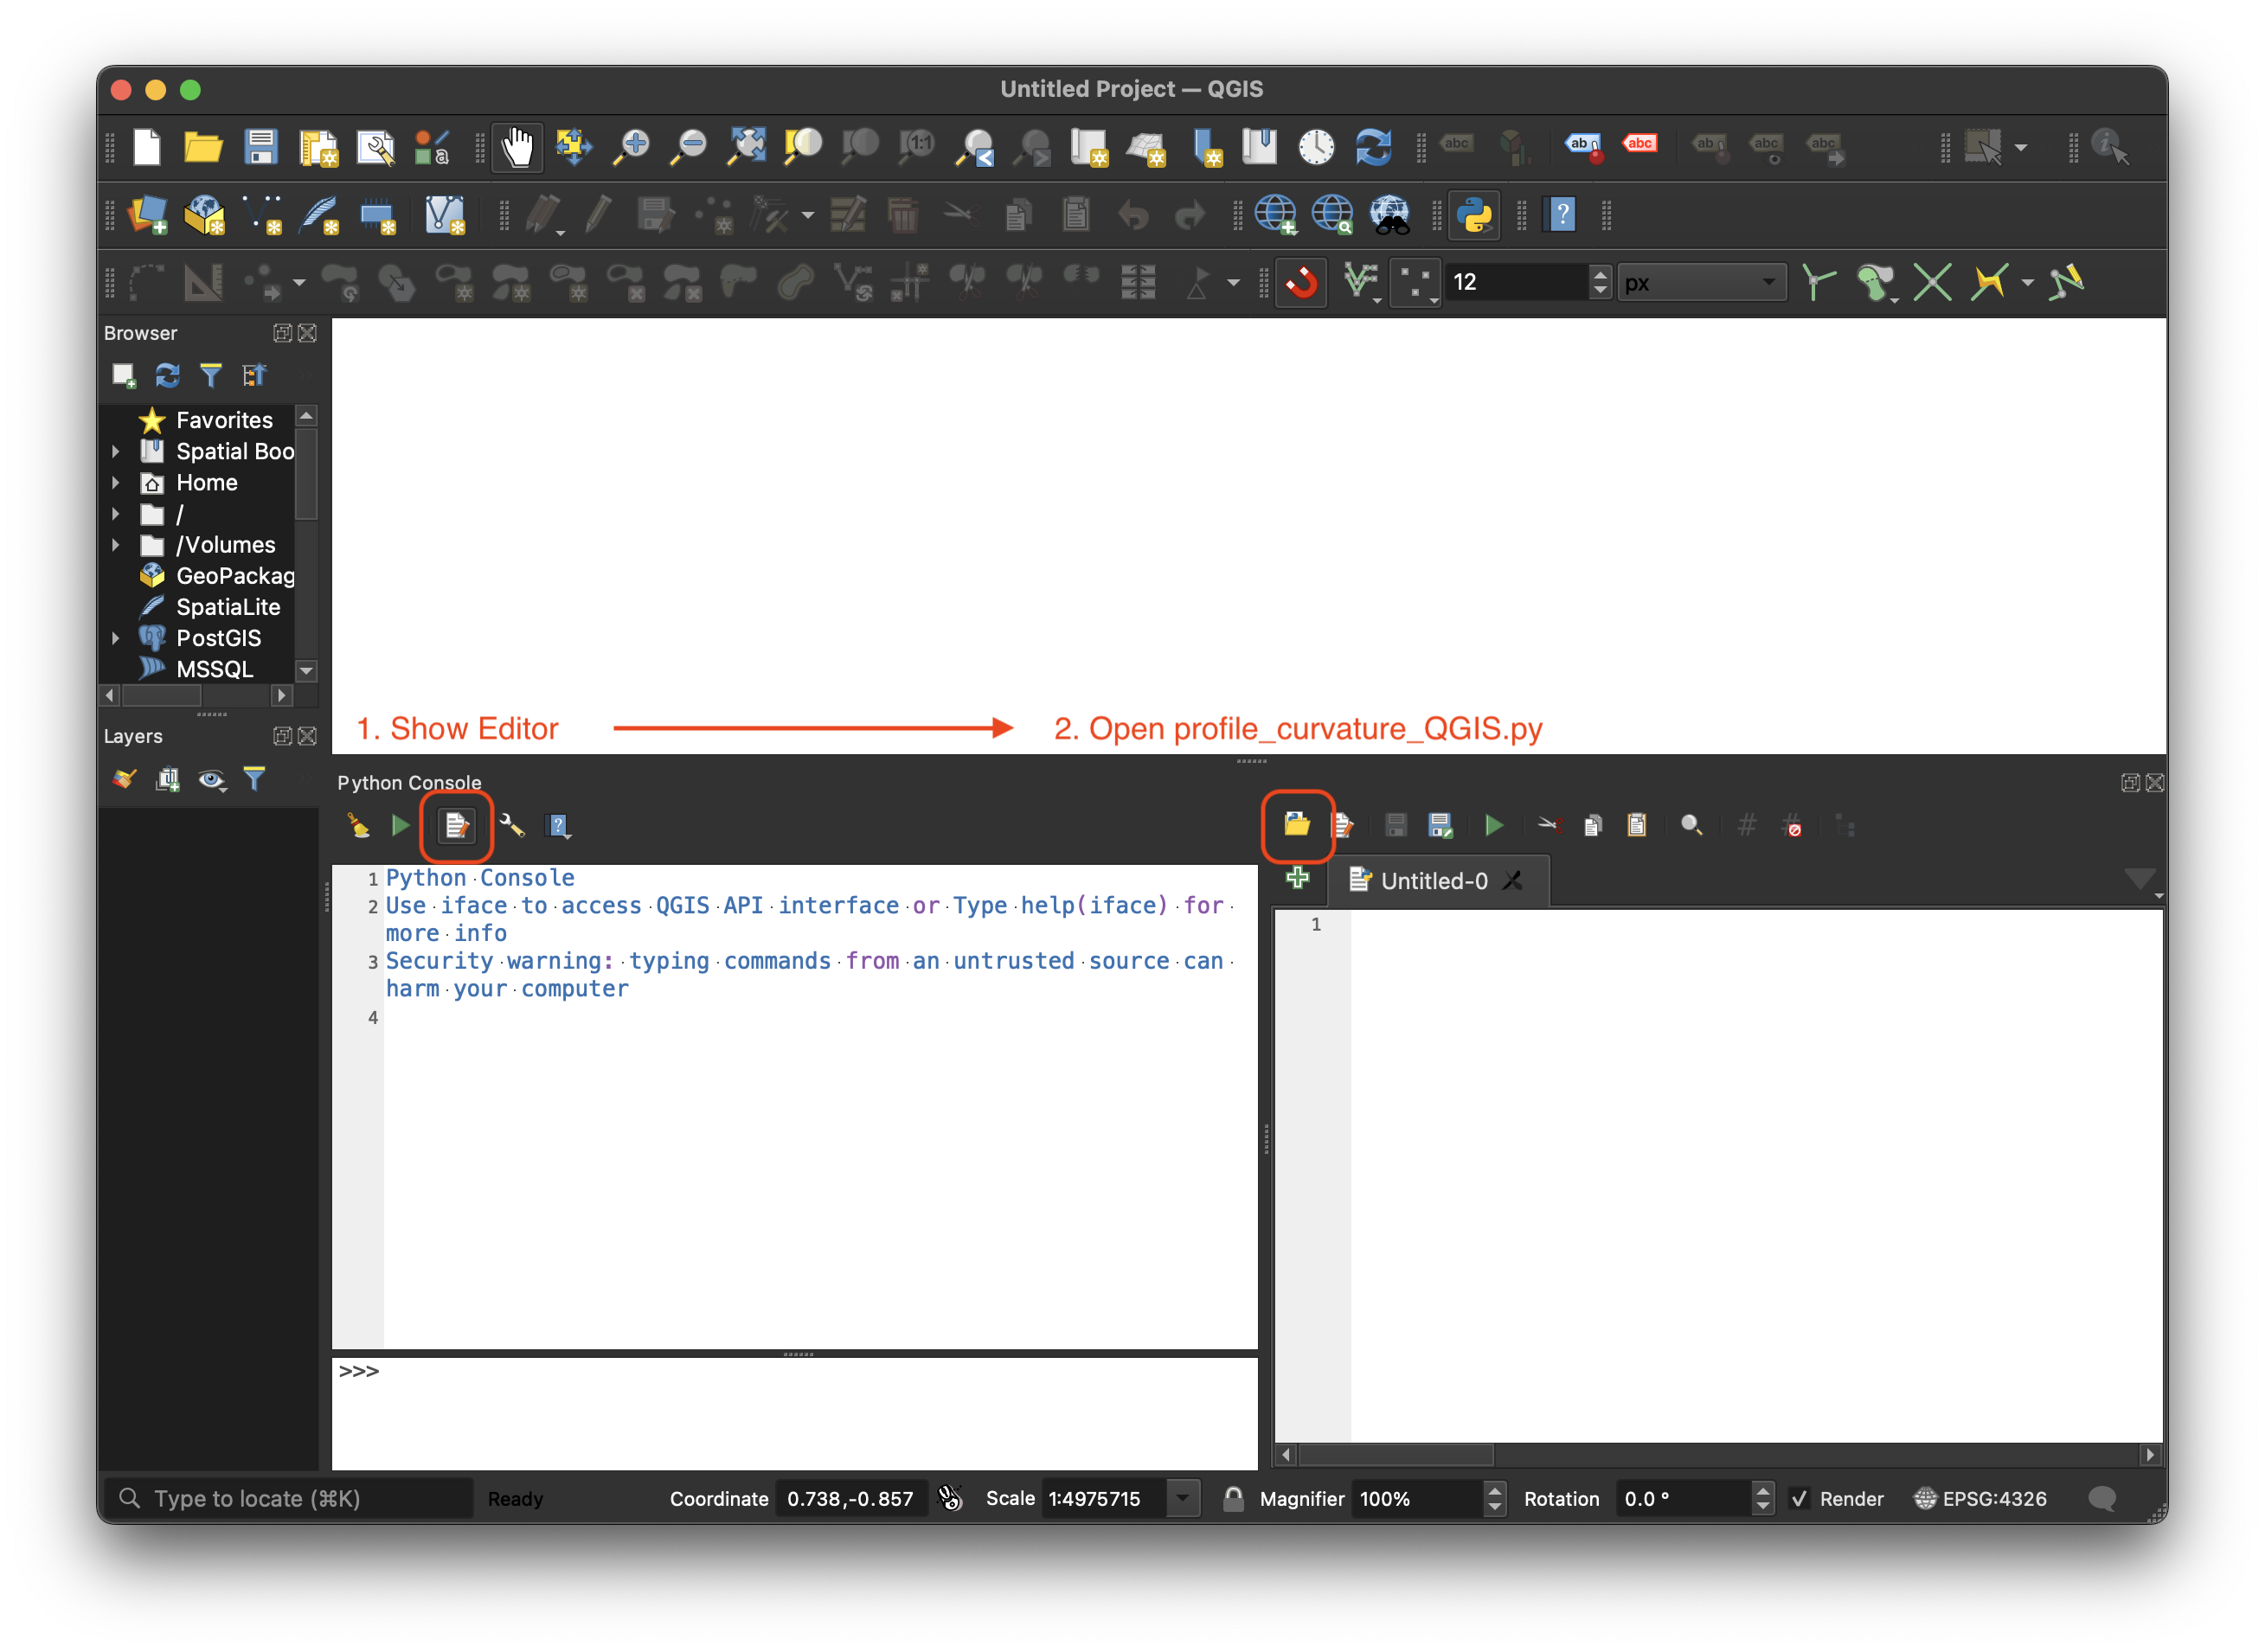 Untitled Project — QGIS
12
px
Browser
Favorites
Spatial Boo
Home
/
/Volumes
GeoPackag
SpatiaLite
PostGIS
MSSQL
Layers
1. Show Editor
2. Open profile_curvature_QGIS.py
Python Console
1 Python Console
2 Use iface to access QGIS API interface or Type help(iface) for
more info
3 Security warning: typing commands from an untrusted source can
harm your computer
4
>>>
Untitled-0
1
Type to locate (⌘K)
Ready
Coordinate 0.738,-0.857
Scale 1:4975715
Magnifier 100%
Rotation 0.0 °
Render
EPSG:4326